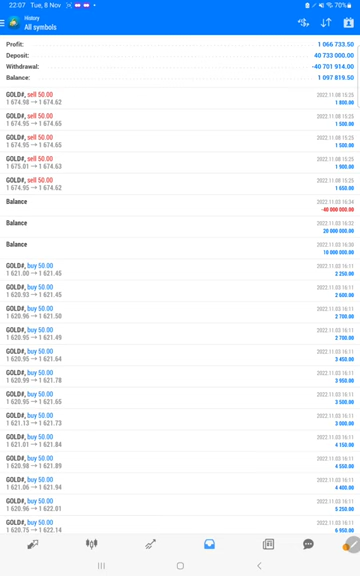 22:07 Tue, 8 Nov
70%
History
All symbols
Profit: 1 066 733.50
Deposit: 40 733 000.00
Withdrawal: -40 701 914.00
Balance: 1 097 819.50
GOLD#, sell 50.00 2022.11.08 15:25
1 674.98 → 1 674.62 1 800.00
GOLD#, sell 50.00 2022.11.08 15:25
1 674.95 → 1 674.65 1 500.00
GOLD#, sell 50.00 2022.11.08 15:25
1 674.95 → 1 674.65 1 500.00
GOLD#, sell 50.00 2022.11.08 15:25
1 675.01 → 1 674.63 1 900.00
GOLD#, sell 50.00 2022.11.08 15:25
1 674.95 → 1 674.62 1 650.00
Balance 2022.11.03 16:34
-40 000 000.00
Balance 2022.11.03 16:32
20 000 000.00
Balance 2022.11.03 16:30
10 000 000.00
GOLD#, buy 50.00 2022.11.03 16:11
1 621.00 → 1 621.45 2 250.00
GOLD#, buy 50.00 2022.11.03 16:11
1 620.93 → 1 621.45 2 600.00
GOLD#, buy 50.00 2022.11.03 16:11
1 620.96 → 1 621.50 2 700.00
GOLD#, buy 50.00 2022.11.03 16:11
1 620.95 → 1 621.49 2 700.00
GOLD#, buy 50.00 2022.11.03 16:11
1 620.95 → 1 621.64 3 450.00
GOLD#, buy 50.00 2022.11.03 16:11
1 620.99 → 1 621.78 3 950.00
GOLD#, buy 50.00 2022.11.03 16:11
1 620.95 → 1 621.65 3 500.00
GOLD#, buy 50.00 2022.11.03 16:11
1 621.13 → 1 621.73 3 000.00
GOLD#, buy 50.00 2022.11.03 16:11
1 621.01 → 1 621.84 4 150.00
GOLD#, buy 50.00 2022.11.03 16:11
1 620.98 → 1 621.89 4 550.00
GOLD#, buy 50.00 2022.11.03 16:11
1 621.06 → 1 621.94 4 400.00
GOLD#, buy 50.00 2022.11.03 16:11
1 620.96 → 1 622.01 5 250.00
GOLD#, buy 50.00 2022.11.03 16:11
1 620.75 → 1 622.14 6 950.00